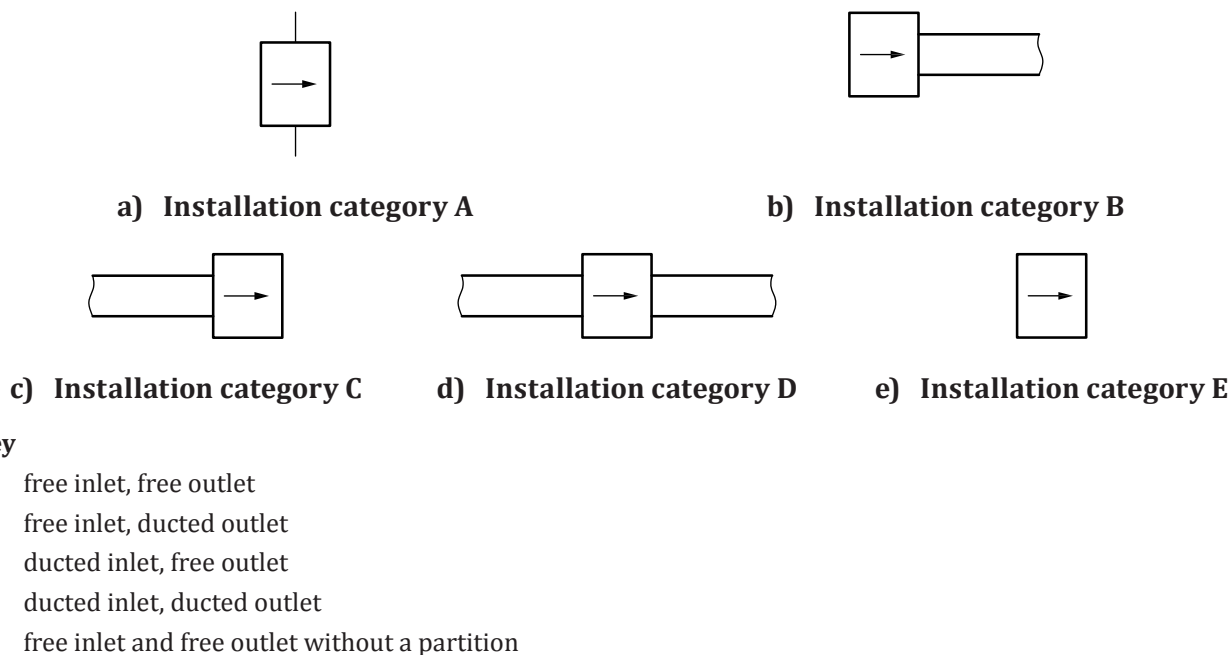 a) Installation category A
b) Installation category B
c) Installation category C
d) Installation category D
e) Installation category E
ey
free inlet, free outlet
free inlet, ducted outlet
ducted inlet, free outlet
ducted inlet, ducted outlet
free inlet and free outlet without a partition